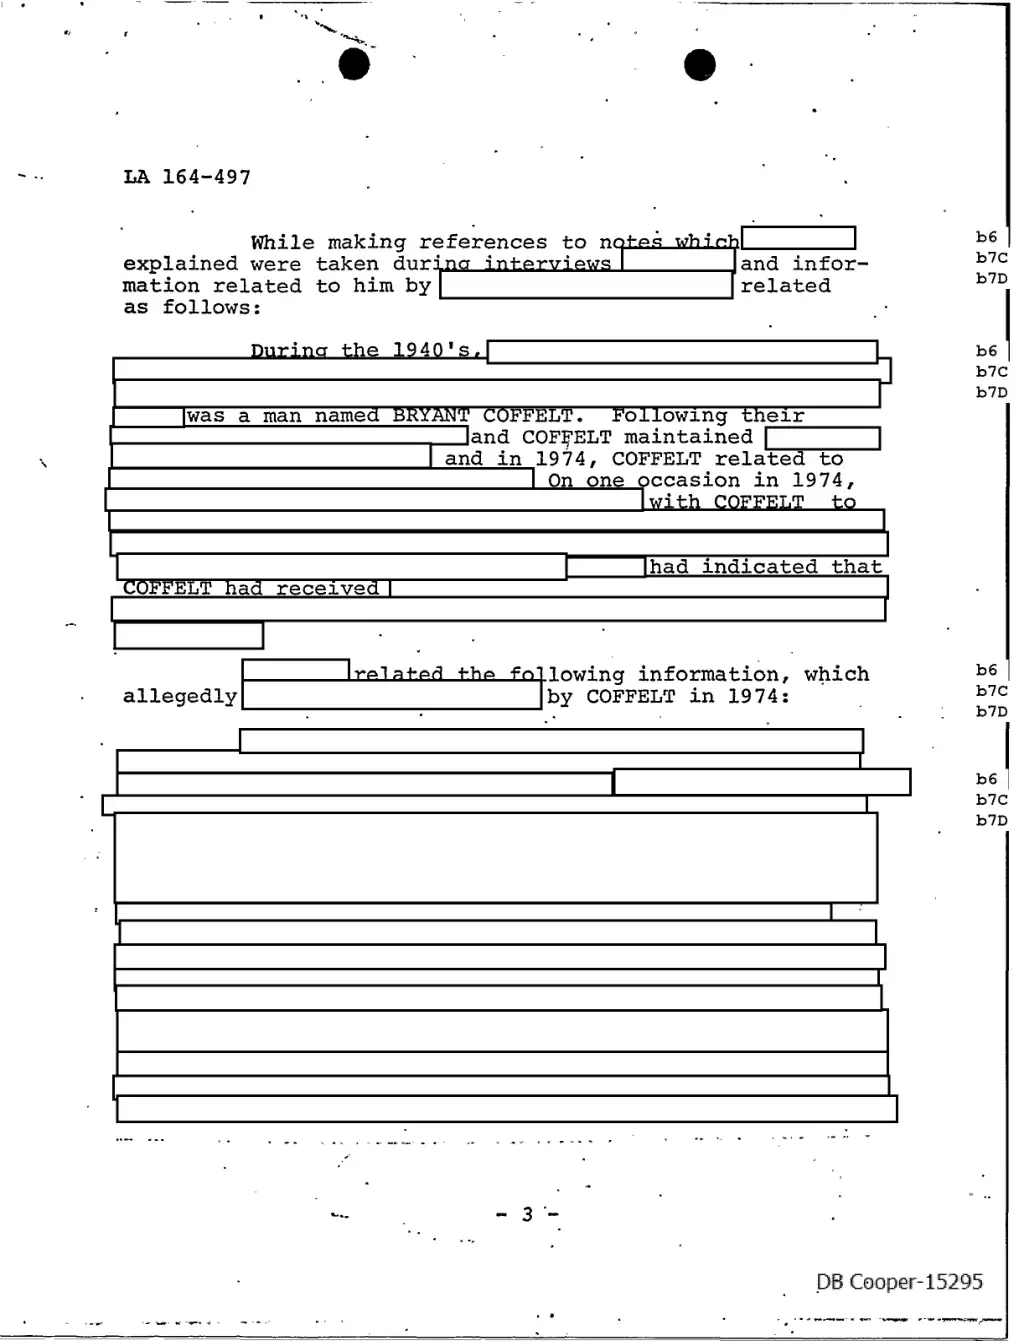 LA 164-497
While making references to notes which b6
explained were taken during interviews and infor- b7C
mation related to him by related b7D
as follows:
During the 1940's, b6
b7C
b7D
was a man named BRYANT COFFELT. Following their
and COFFELT maintained
and in 1974, COFFELT related to
On one occasion in 1974,
with COFFELT to
had indicated that
COFFELT had received
related the following information, which b6
allegedly by COFFELT in 1974: b7C
b7D
b6
b7C
b7D
- 3 -
DB Cooper-15295